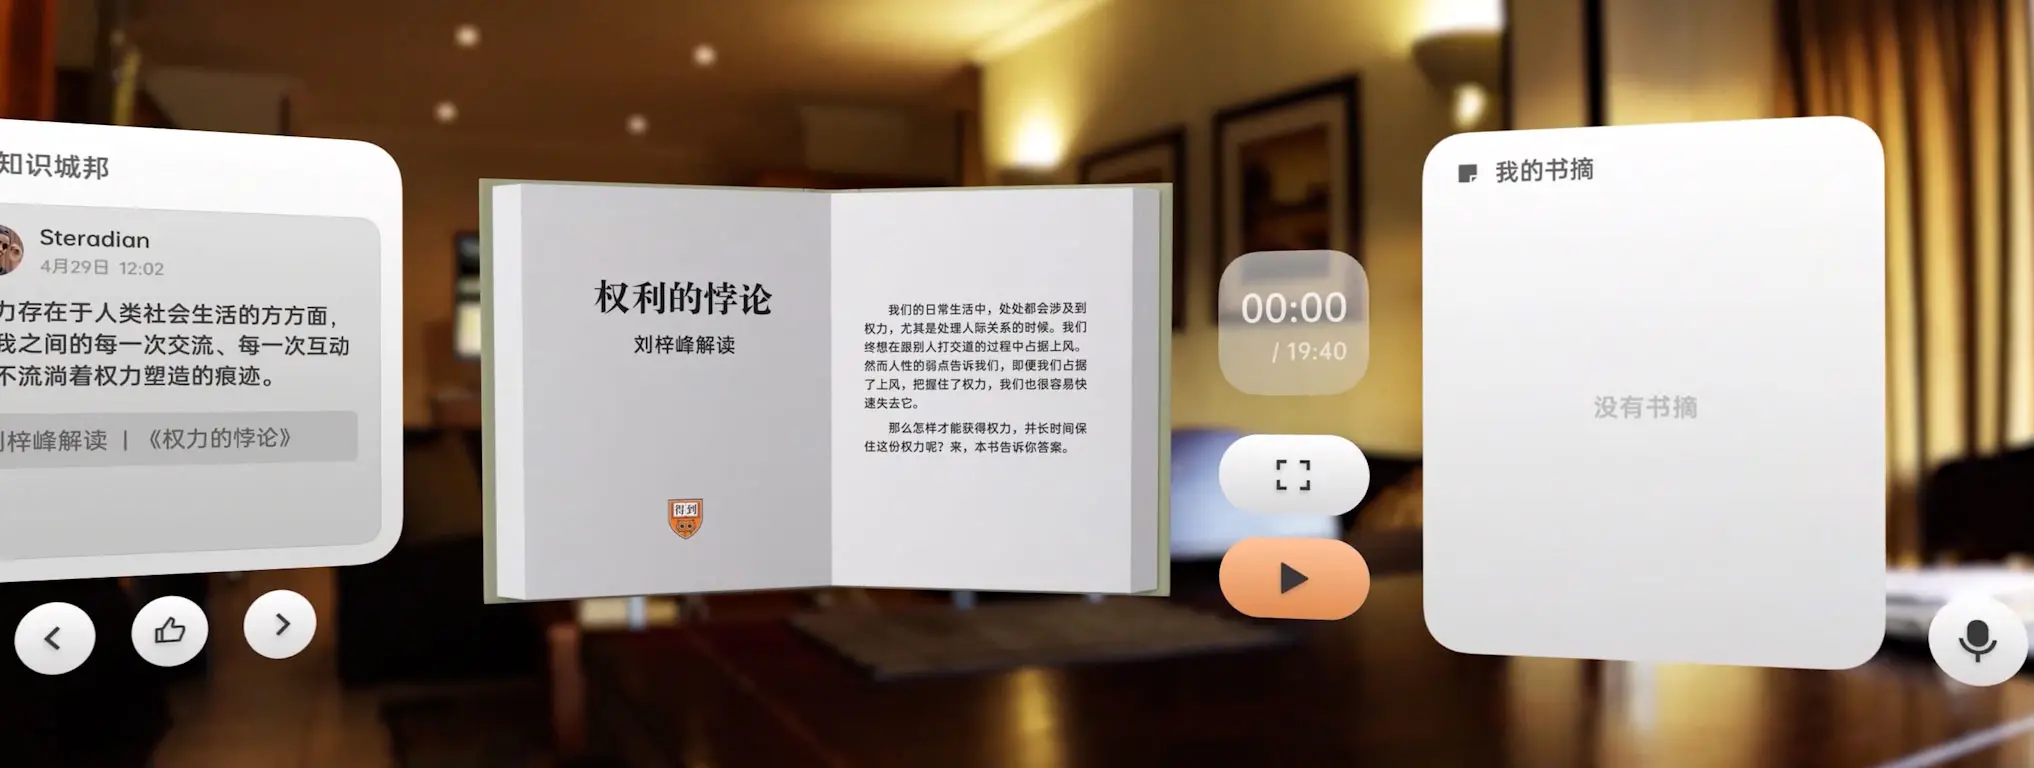 知识城邦
Steradian
4月29日 12:02
力存在于人类社会生活的方方面，
我之间的每一次交流、每一次互动
不流淌着权力塑造的痕迹。
梓峰解读 | 《权力的悖论》
权利的悖论
刘梓峰解读
得到
我们的日常生活中，处处都会涉及到
权力，尤其是处理人际关系的时候。我们
终想在跟别人打交道的过程中占据上风。
然而人性的弱点告诉我们，即便我们占据
了上风，把握住了权力，我们也很容易快
速失去它。
那么怎样才能获得权力，并长时间保
住这份权力呢？来，本书告诉你答案。
00:00
/ 19:40
我的书摘
没有书摘